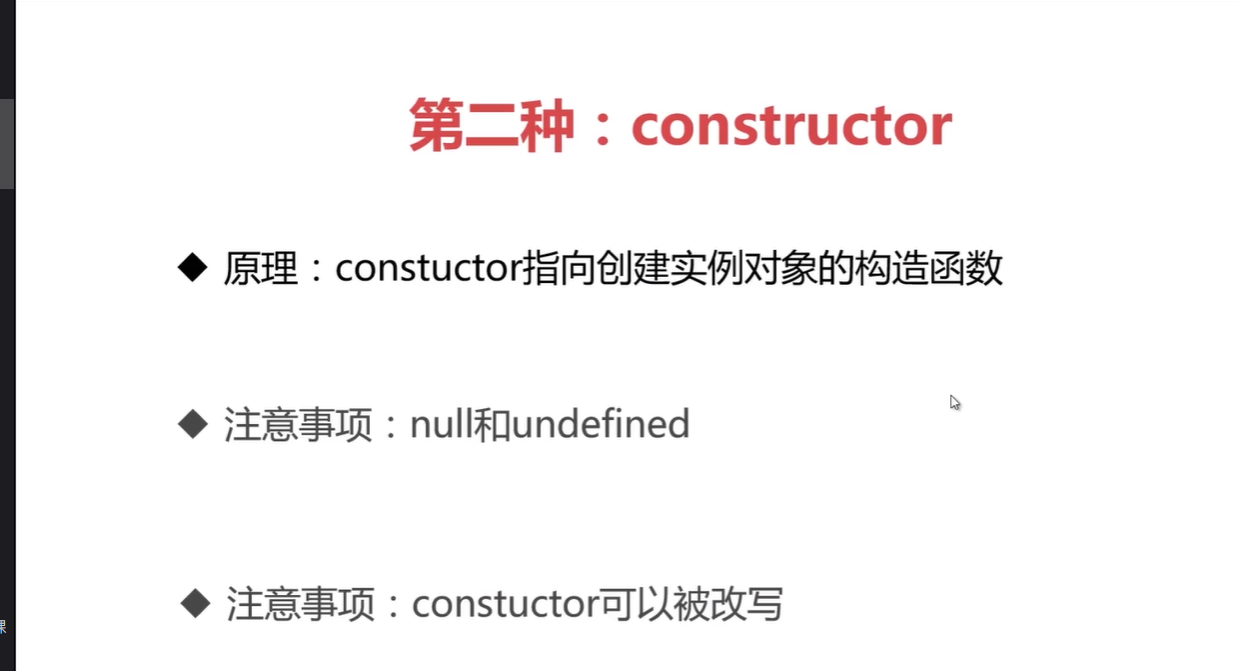 第二种：constructor
◆ 原理：constuctor指向创建实例对象的构造函数
◆ 注意事项：null和undefined
◆ 注意事项：constuctor可以被改写
课